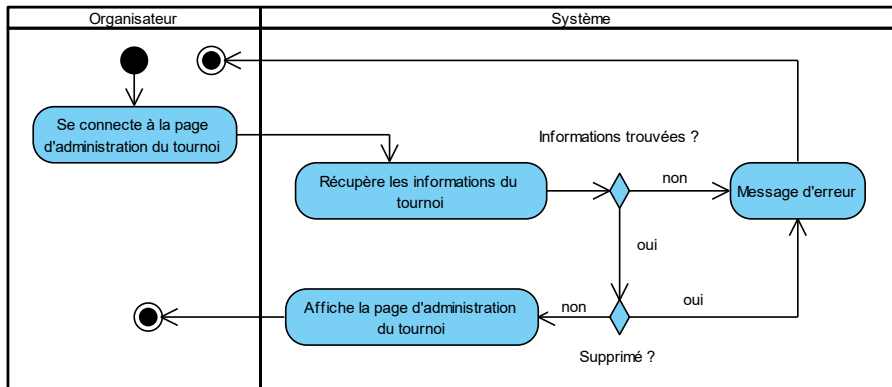 Organisateur
Système
Se connecte à la page
d'administration du tournoi
Informations trouvées ?
Récupère les informations du
tournoi
non
Message d'erreur
oui
Affiche la page d'administration
du tournoi
non
oui
Supprimé ?